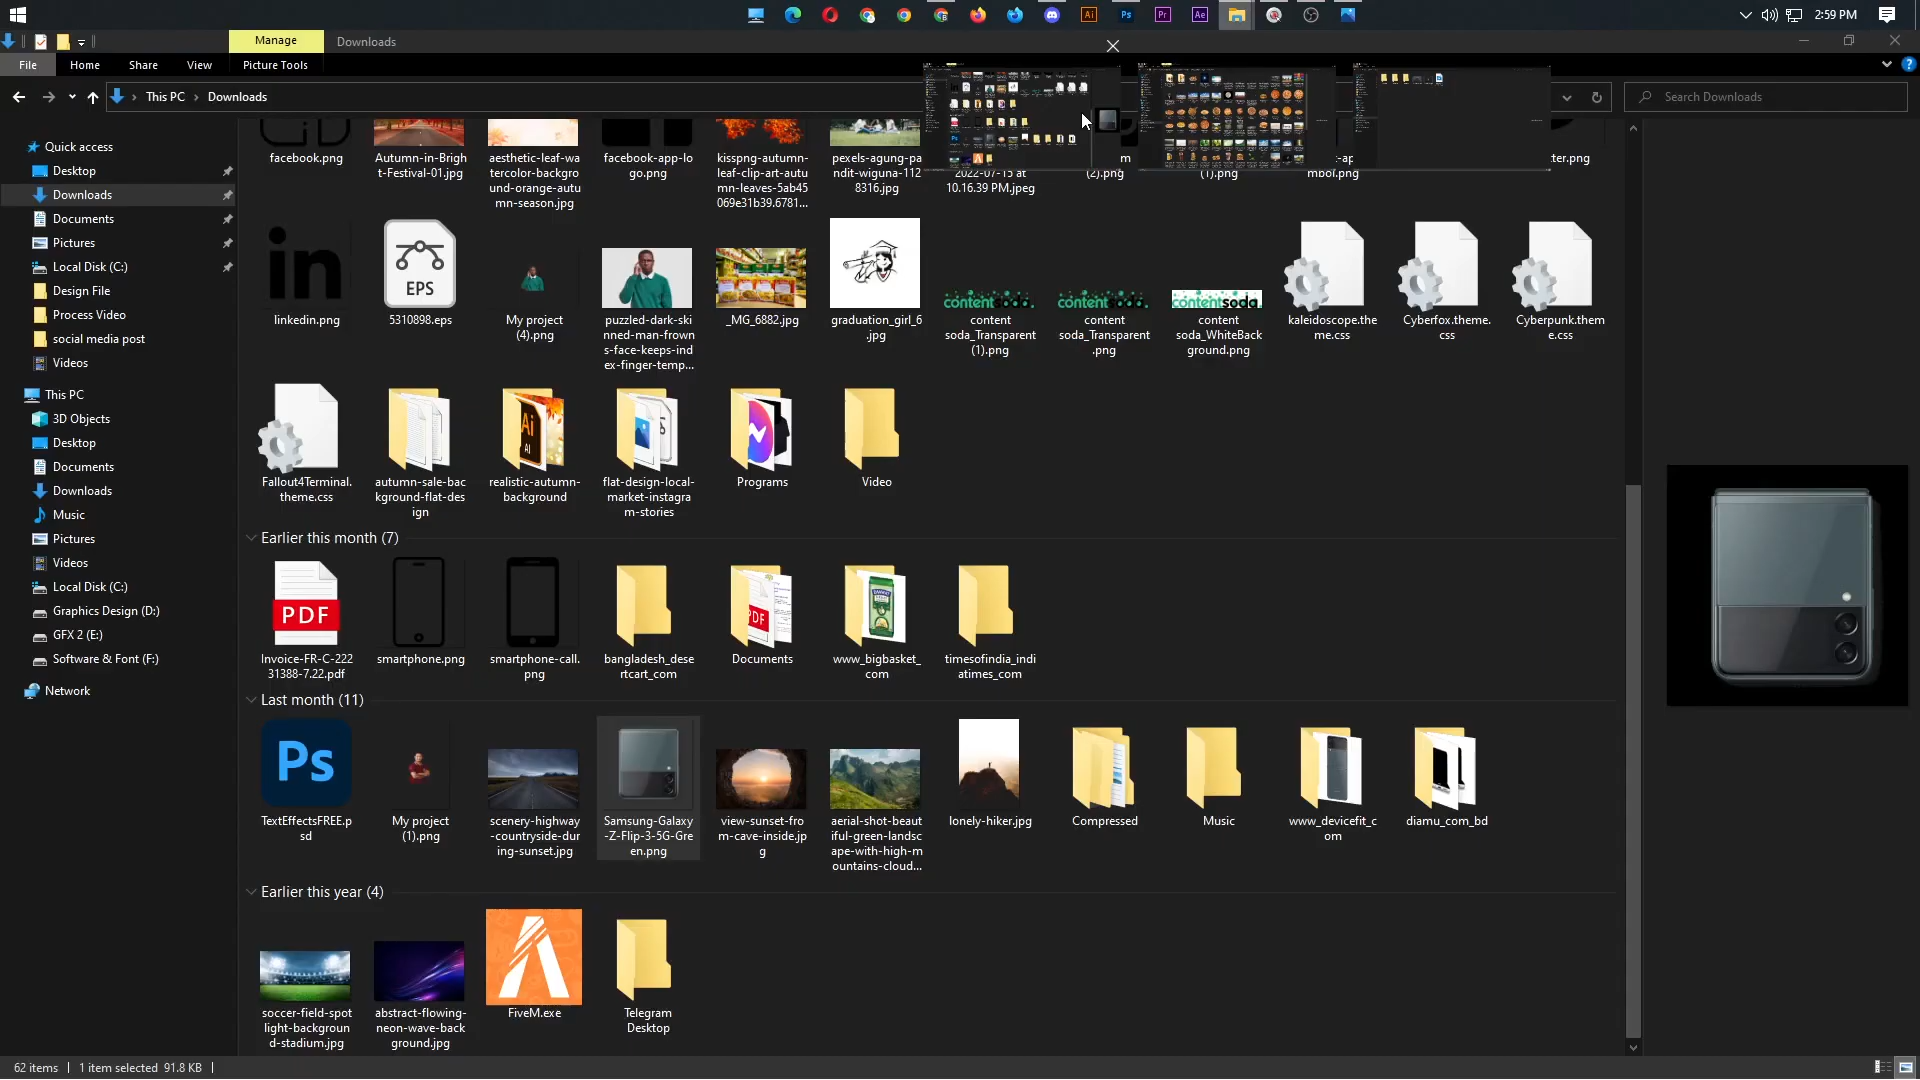 2:59 PM
Manage
Downloads
File
Home
Share
View
Picture Tools
This PC
Downloads
Search Downloads
Quick access
Desktop
Downloads
Documents
Pictures
Local Disk (C:)
Design File
Process Video
social media post
Videos
This PC
3D Objects
Desktop
Documents
Downloads
Music
Pictures
Videos
Local Disk (C:)
Graphics Design (D:)
GFX 2 (E:)
Software & Font (F:)
Network
facebook.png
Autumn-in-Brigh
t-Festival-01.jpg
aesthetic-leaf-wa
tercolor-backgro
und-orange-autu
mn-season.jpg
facebook-app-lo
go.png
kisspng-autumn-
leaf-clip-art-autu
mn-leaves-5ab45
069e31b39.6781...
pexels-agung-pa
ndit-wiguna-112
8316.jpg
2022-07-15 at
10.16.39 PM.jpeg
(2).png
(1).png
mbol.png
ter.png
linkedin.png
EPS
5310898.eps
My project
(4).png
puzzled-dark-ski
nned-man-frown
s-face-keeps-ind
ex-finger-temp...
_MG_6882.jpg
graduation_girl_6
.jpg
contentsoda.
content
soda_Transparent
(1).png
contentsoda.
content
soda_Transparent
.png
contentsoda
content
soda_WhiteBack
ground.png
kaleidoscope.the
me.css
Cyberfox.theme.
css
Cyberpunk.them
e.css
Fallout4Terminal.
theme.css
autumn-sale-bac
kground-flat-des
ign
Ai
AI
realistic-autumn-
background
flat-design-local-
market-instagra
m-stories
Programs
Video
Earlier this month (7)
PDF
Invoice-FR-C-222
31388-7.22.pdf
smartphone.png
smartphone-call.
png
bangladesh_dese
rtcart_com
PDF
Documents
www_bigbasket_
com
timesofindia_indi
atimes_com
Last month (11)
Ps
TextEffectsFREE.p
sd
My project
(1).png
scenery-highway
-countryside-dur
ing-sunset.jpg
Samsung-Galaxy
-Z-Flip-3-5G-Gre
en.png
view-sunset-fro
m-cave-inside.jp
g
aerial-shot-beaut
iful-green-landsc
ape-with-high-m
ountains-cloud...
lonely-hiker.jpg
Compressed
Music
www_devicefit_c
om
diamu_com_bd
Earlier this year (4)
soccer-field-spot
light-backgroun
d-stadium.jpg
abstract-flowing-
neon-wave-back
ground.jpg
FiveM.exe
Telegram
Desktop
62 items
1 item selected 91.8 KB